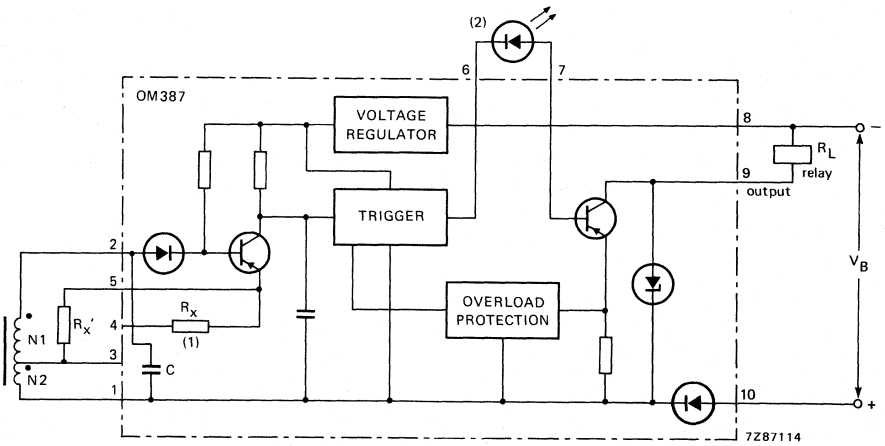 (2)
6
7
OM387
VOLTAGE
REGULATOR
8
−
R_L
relay
9
output
TRIGGER
2
5
V_B
R_x
OVERLOAD
PROTECTION
N1
R_x'
4
(1)
3
N2
C
1
10
+
7Z87114